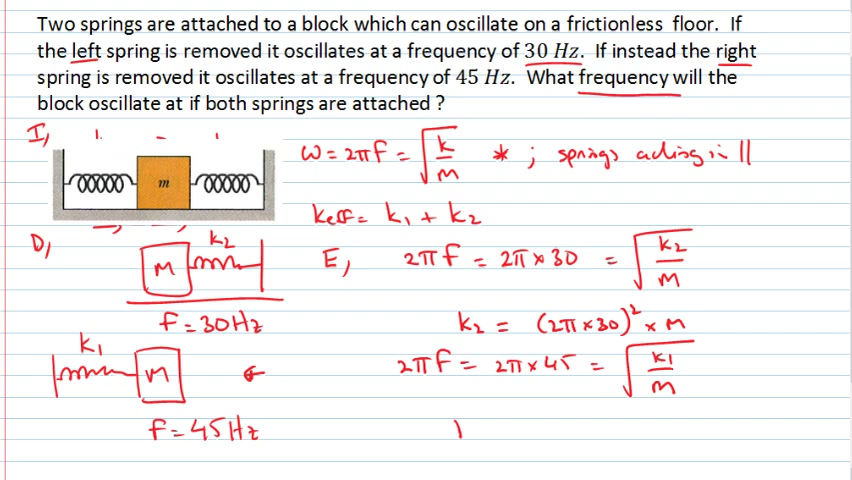 Two springs are attached to a block which can oscillate on a frictionless floor. If
the left spring is removed it oscillates at a frequency of 30 Hz. If instead the right
spring is removed it oscillates at a frequency of 45 Hz. What frequency will the
block oscillate at if both springs are attached ?
I,
m
ω = 2πf = √(k/m) * ; springs acting in ||
keff = k1 + k2
D,
k2
M
f = 30Hz
E, 2πf = 2π × 30 = √(k2/m)
k2 = (2π × 30)² × M
k1
M
f = 45Hz
2πf = 2π × 45 = √(k1/m)